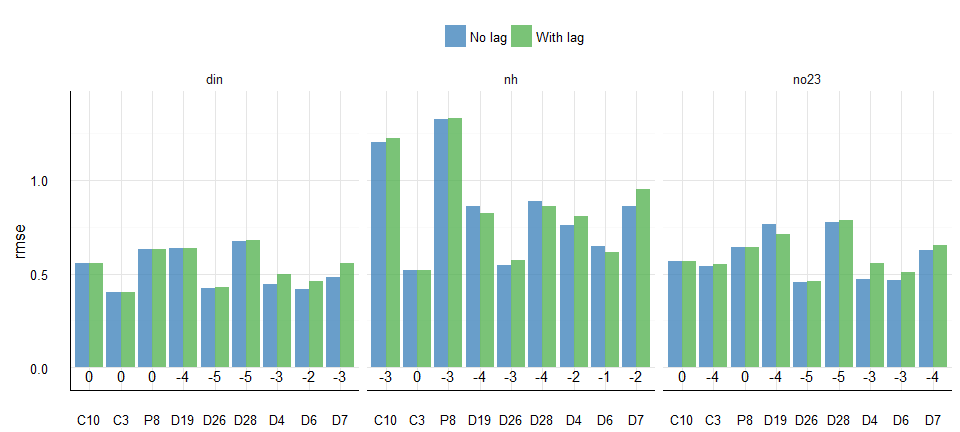 No lag With lag
din nh no23
rmse
1.0
0.5
0.0
0 0 0 -4 -5 -5 -3 -2 -3 -3 0 -3 -4 -3 -4 -2 -1 -2 0 -4 0 -4 -5 -5 -3 -3 -4
C10 C3 P8 D19 D26 D28 D4 D6 D7 C10 C3 P8 D19 D26 D28 D4 D6 D7 C10 C3 P8 D19 D26 D28 D4 D6 D7